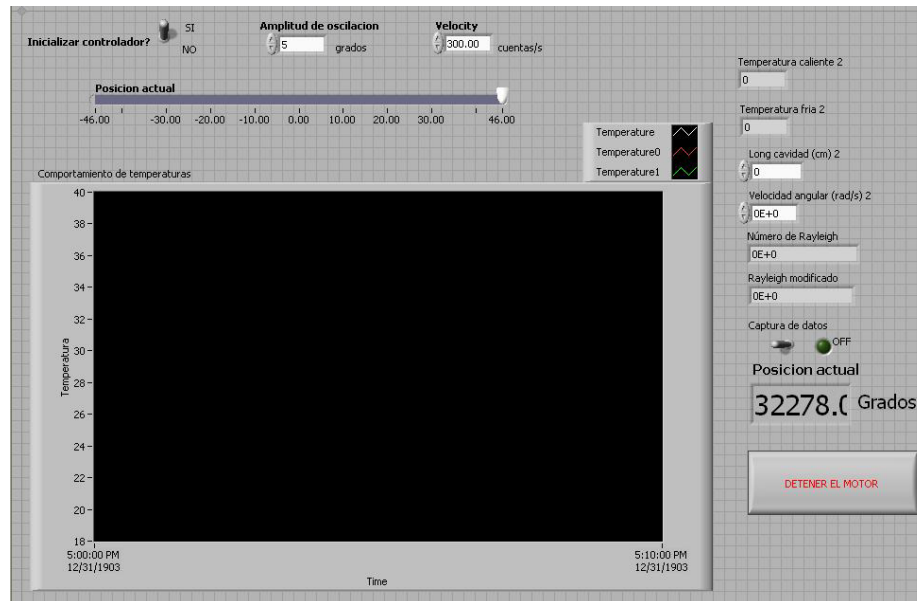 Inicializar controlador?
SI
NO
Amplitud de oscilacion
5
grados
Velocity
300.00
cuentas/s
Posicion actual
-46.00 -30.00 -20.00 -10.00 0.00 10.00 20.00 30.00 46.00
Temperature
Temperature0
Temperature1
Comportamiento de temperaturas
40
38
36
34
32
30
28
26
24
22
20
18
Temperatura
5:00:00 PM
12/31/1903
5:10:00 PM
12/31/1903
Time
Temperatura caliente 2
0
Temperatura fria 2
0
Long cavidad (cm) 2
0
Velocidad angular (rad/s) 2
0E+0
Número de Rayleigh
0E+0
Rayleigh modificado
0E+0
Captura de datos
OFF
Posicion actual
32278.0 Grados
DETENER EL MOTOR